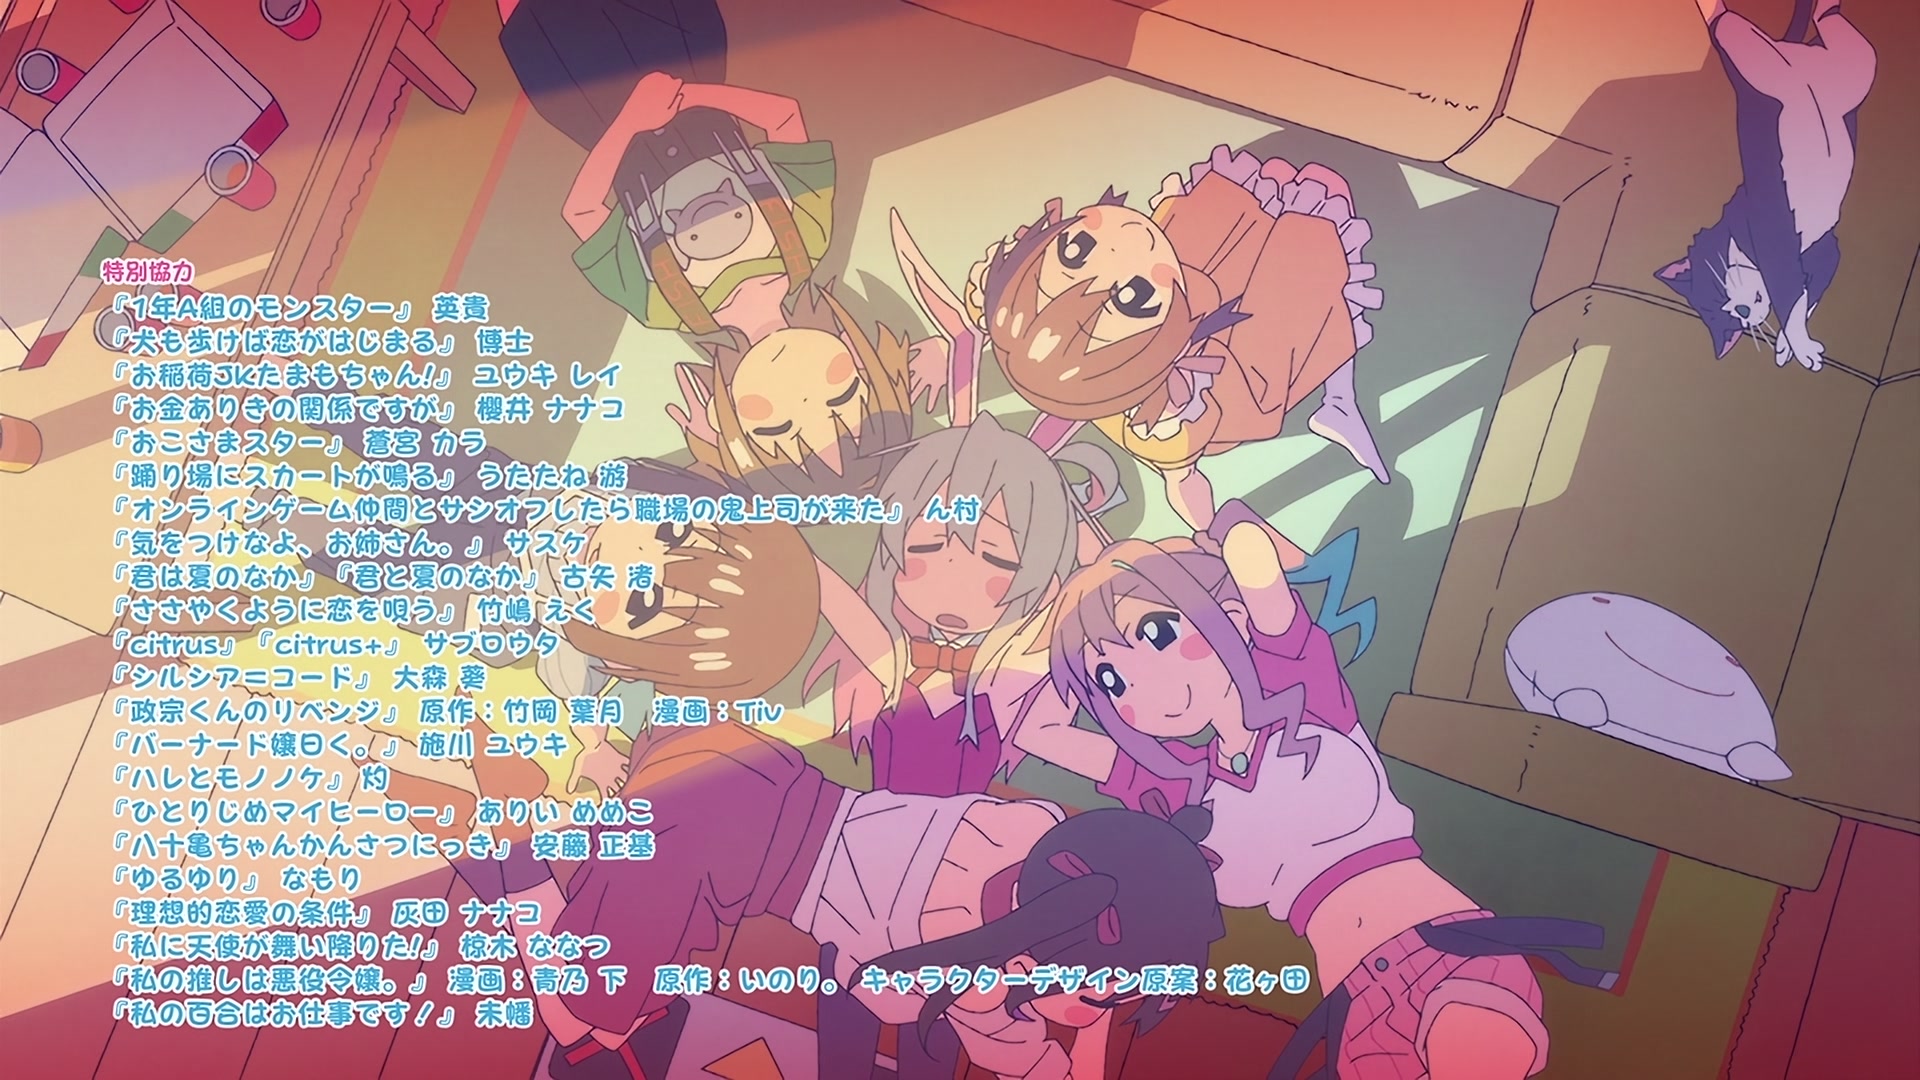 特別協力
『1年A組のモンスター』 英貴
『犬も歩けば恋がはじまる』 博士
『お稲荷JKたまもちゃん!』 ユウキ レイ
『お金ありきの関係ですが』 櫻井 ナナコ
『おこさまスター』 蒼宮 カラ
『踊り場にスカートが鳴る』 うたたね 游
『オンラインゲーム仲間とサシオフしたら職場の鬼上司が来た』 ん村
『気をつけなよ、お姉さん。』 サスケ
『君は夏のなか』『君と夏のなか』 古矢 渚
『ささやくように恋を唄う』 竹嶋 えく
『citrus』『citrus+』 サブロウタ
『シルシア=コード』 大森 葵
『政宗くんのリベンジ』 原作：竹岡 葉月 漫画：Tiv
『バーナード嬢曰く。』 施川 ユウキ
『ハレとモノノケ』 灼
『ひとりじめマイヒーロー』 ありい めめこ
『八十亀ちゃんかんさつにっき』 安藤 正基
『ゆるゆり』 なもり
『理想的恋愛の条件』 灰田 ナナコ
『私に天使が舞い降りた!』 椋木 ななつ
『私の推しは悪役令嬢。』 漫画：青乃 下 原作：いのり。 キャラクターデザイン原案：花ヶ田
『私の百合はお仕事です！』 未幡